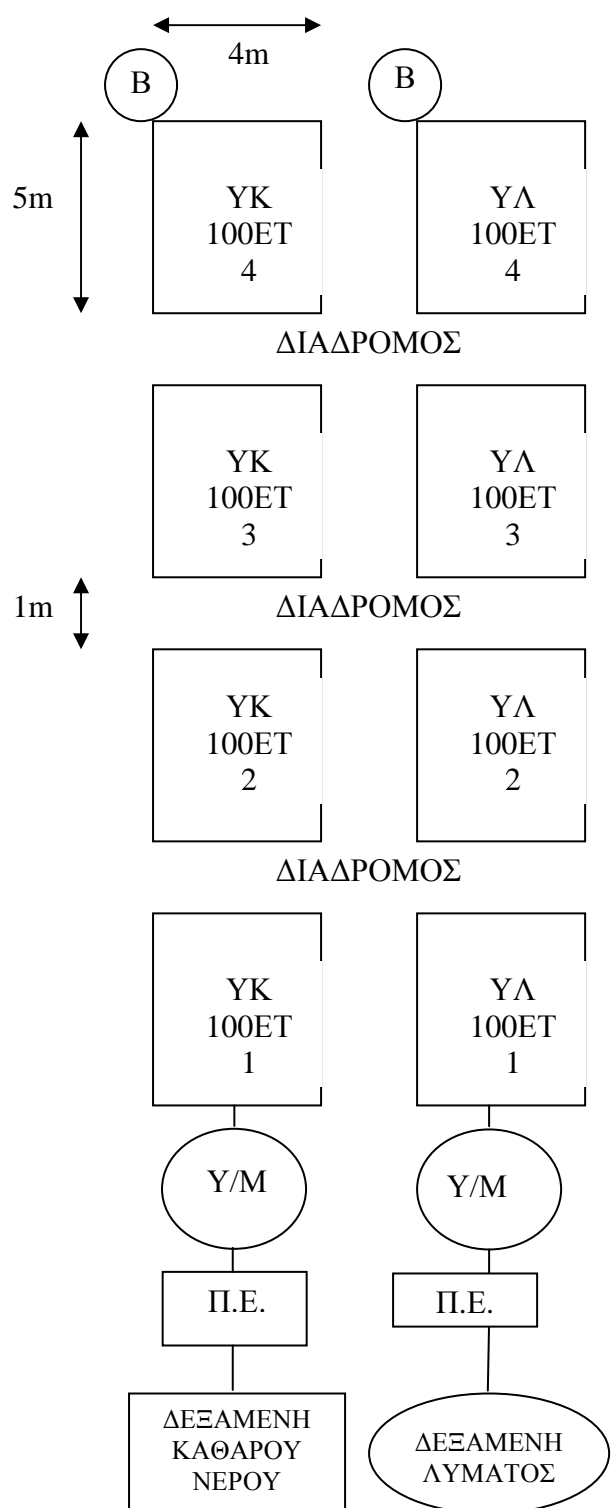 4m
Β
Β
5m
ΥΚ
100ΕΤ
4
ΥΛ
100ΕΤ
4
ΔΙΑΔΡΟΜΟΣ
ΥΚ
100ΕΤ
3
ΥΛ
100ΕΤ
3
1m
ΔΙΑΔΡΟΜΟΣ
ΥΚ
100ΕΤ
2
ΥΛ
100ΕΤ
2
ΔΙΑΔΡΟΜΟΣ
ΥΚ
100ΕΤ
1
ΥΛ
100ΕΤ
1
Υ/Μ
Υ/Μ
Π.Ε.
Π.Ε.
ΔΕΞΑΜΕΝΗ
ΚΑΘΑΡΟΥ
ΝΕΡΟΥ
ΔΕΞΑΜΕΝΗ
ΛΥΜΑΤΟΣ